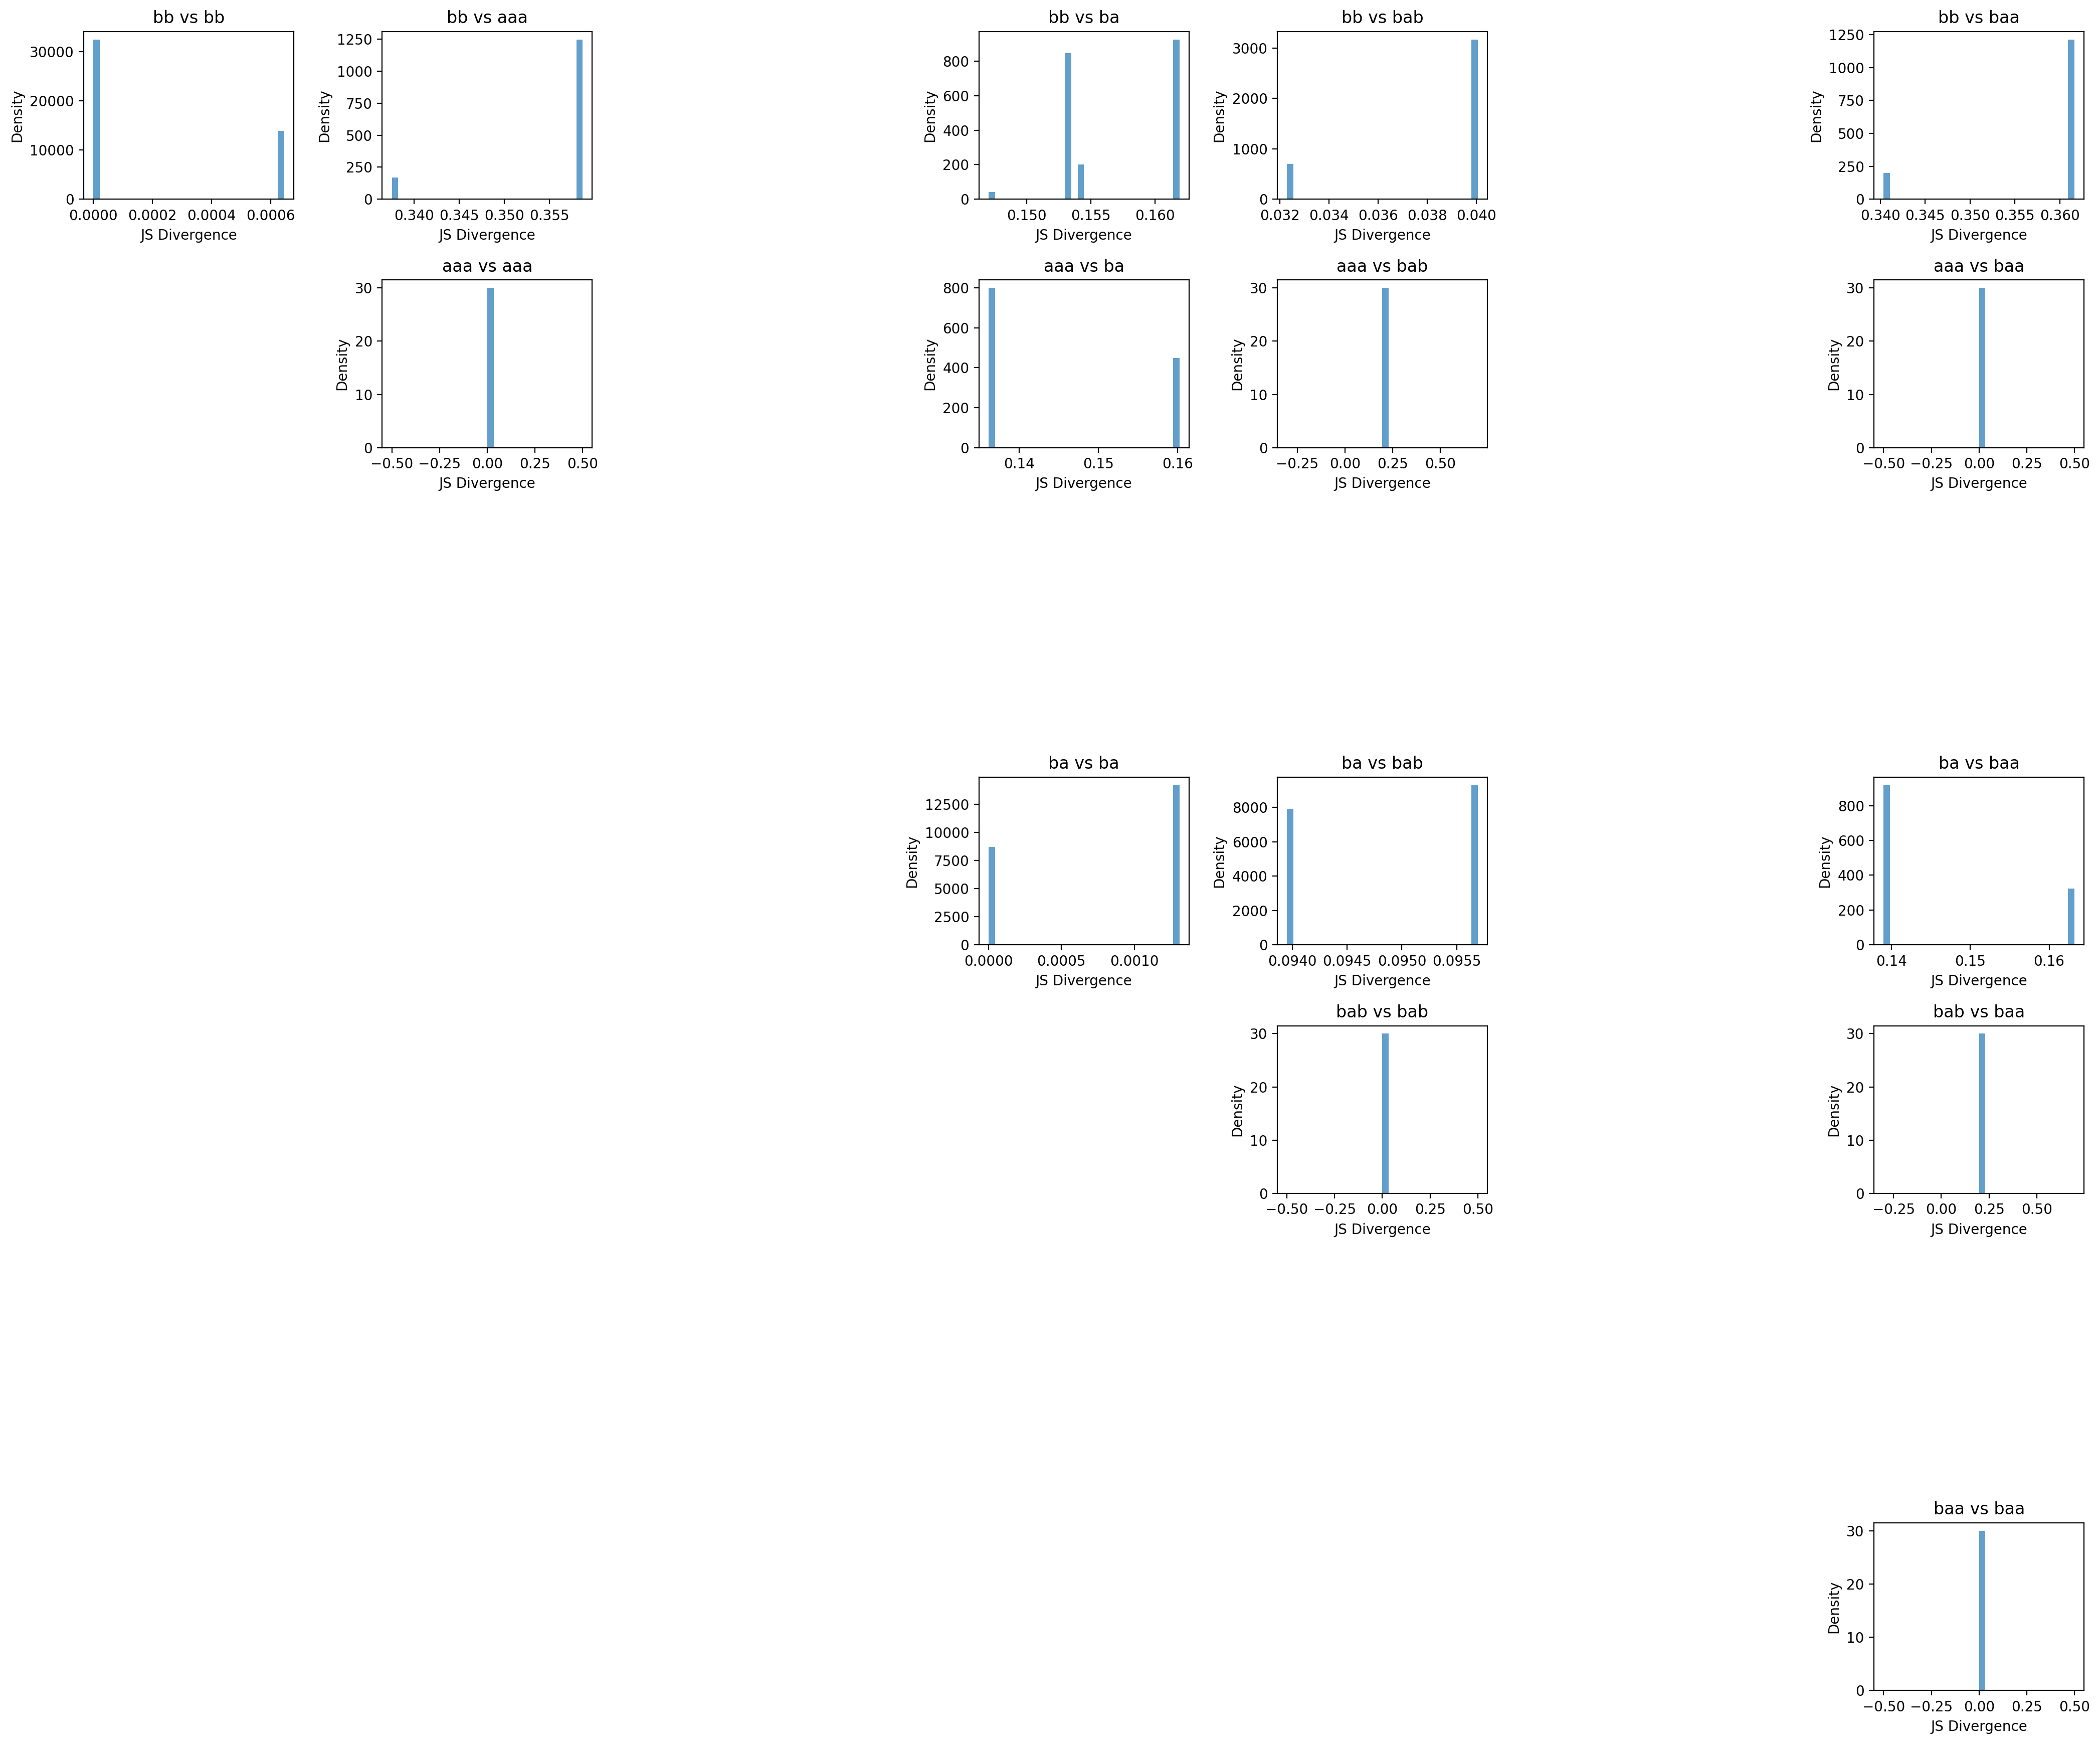 bb vs bb
30000
20000
10000
0
Density
0.0000 0.0002 0.0004 0.0006
JS Divergence
bb vs aaa
1250
1000
750
500
250
0
Density
0.340 0.345 0.350 0.355
JS Divergence
bb vs ba
800
600
400
200
0
Density
0.150 0.155 0.160
JS Divergence
bb vs bab
3000
2000
1000
0
Density
0.032 0.034 0.036 0.038 0.040
JS Divergence
bb vs baa
1250
1000
750
500
250
0
Density
0.340 0.345 0.350 0.355 0.360
JS Divergence
aaa vs aaa
30
20
10
0
Density
−0.50 −0.25 0.00 0.25 0.50
JS Divergence
aaa vs ba
800
600
400
200
0
Density
0.14 0.15 0.16
JS Divergence
aaa vs bab
30
20
10
0
Density
−0.25 0.00 0.25 0.50
JS Divergence
aaa vs baa
30
20
10
0
Density
−0.50 −0.25 0.00 0.25 0.50
JS Divergence
ba vs ba
12500
10000
7500
5000
2500
0
Density
0.0000 0.0005 0.0010
JS Divergence
ba vs bab
8000
6000
4000
2000
0
Density
0.0940 0.0945 0.0950 0.0955
JS Divergence
ba vs baa
800
600
400
200
0
Density
0.14 0.15 0.16
JS Divergence
bab vs bab
30
20
10
0
Density
−0.50 −0.25 0.00 0.25 0.50
JS Divergence
bab vs baa
30
20
10
0
Density
−0.25 0.00 0.25 0.50
JS Divergence
baa vs baa
30
20
10
0
Density
−0.50 −0.25 0.00 0.25 0.50
JS Divergence